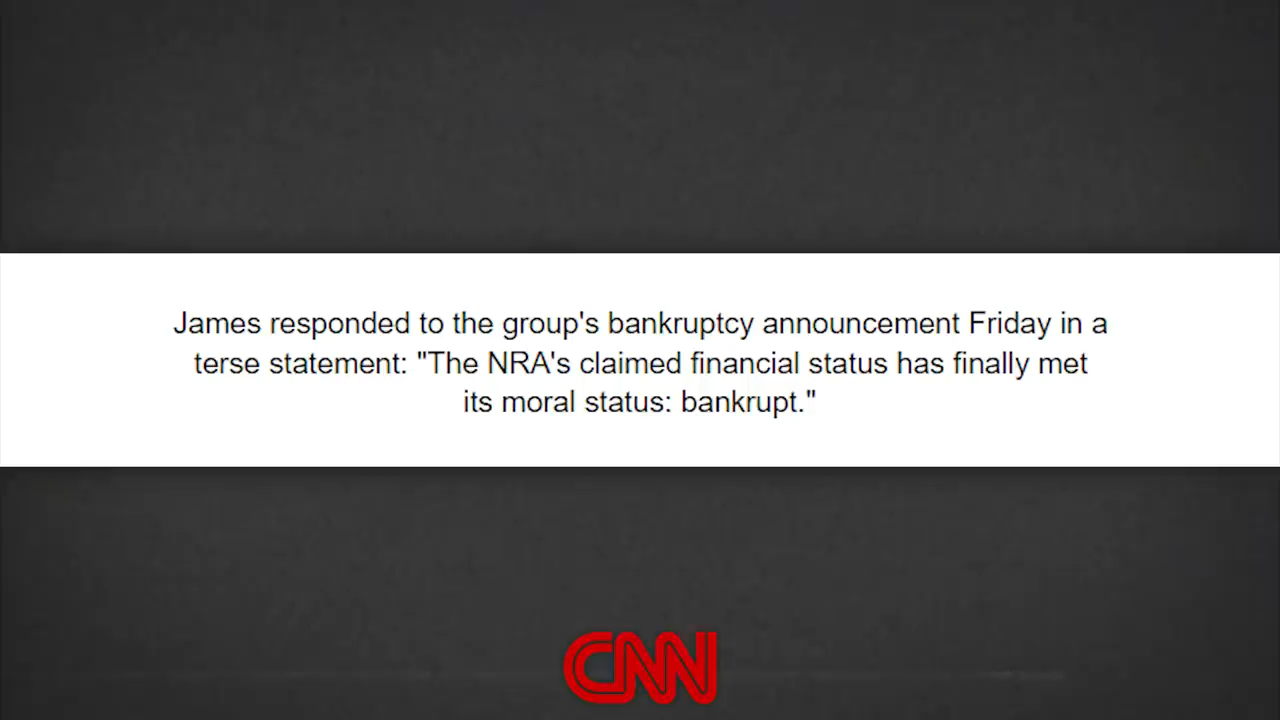 James responded to the group's bankruptcy announcement Friday in a
terse statement: "The NRA's claimed financial status has finally met
its moral status: bankrupt."
CNN